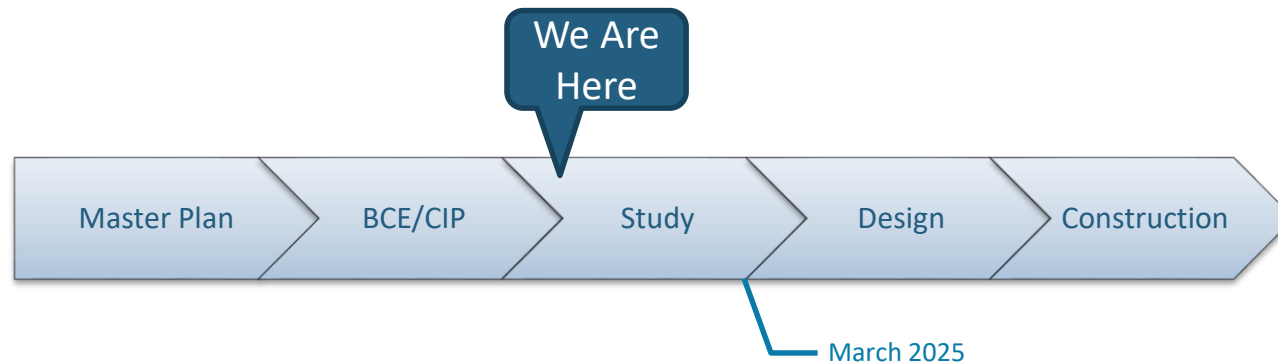 We Are
Here
Master Plan
BCE/CIP
Study
Design
Construction
March 2025